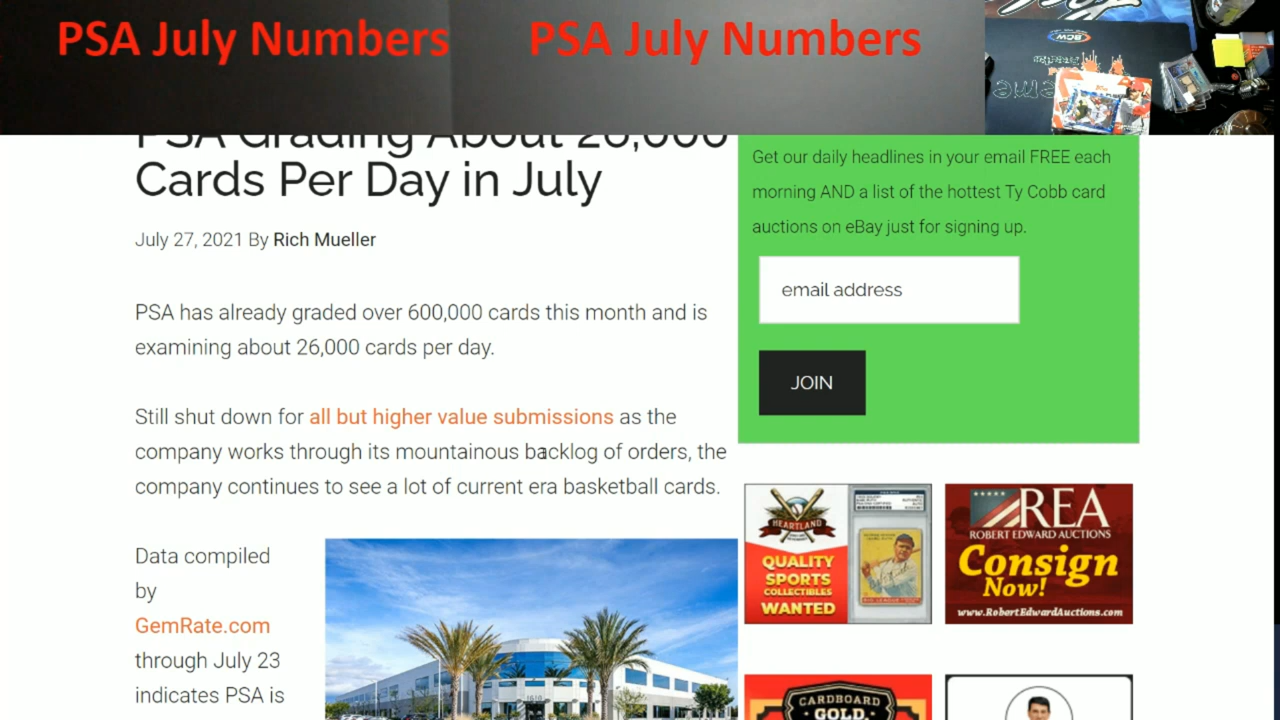 PSA July Numbers PSA July Numbers
PSA Grading About 26,000
Cards Per Day in July
July 27, 2021 By Rich Mueller
PSA has already graded over 600,000 cards this month and is
examining about 26,000 cards per day.
Still shut down for all but higher value submissions as the
company works through its mountainous backlog of orders, the
company continues to see a lot of current era basketball cards.
Data compiled
by
GemRate.com
through July 23
indicates PSA is
Get our daily headlines in your email FREE each
morning AND a list of the hottest Ty Cobb card
auctions on eBay just for signing up.
email address
JOIN
HEARTLAND
QUALITY
SPORTS
COLLECTIBLES
WANTED
REA
ROBERT EDWARD AUCTIONS
Consign
Now!
www.RobertEdwardAuctions.com
CARDBOARD
GOLD
BCW